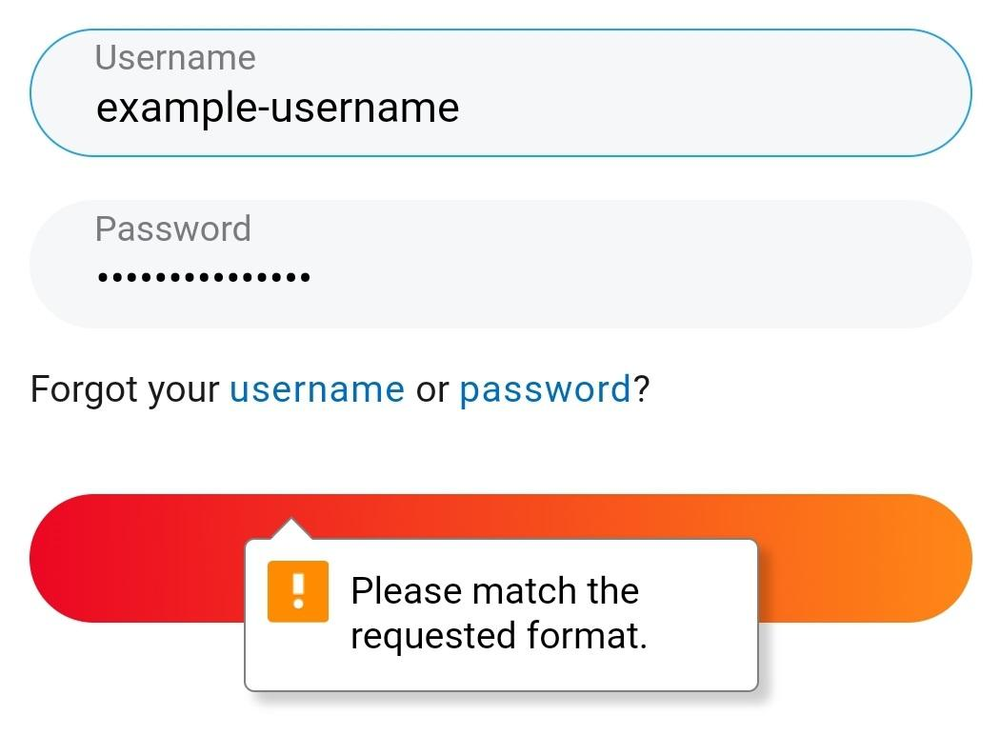 Username
example-username
Password
•••••••••••••••
Forgot your username or password?
Please match the
requested format.